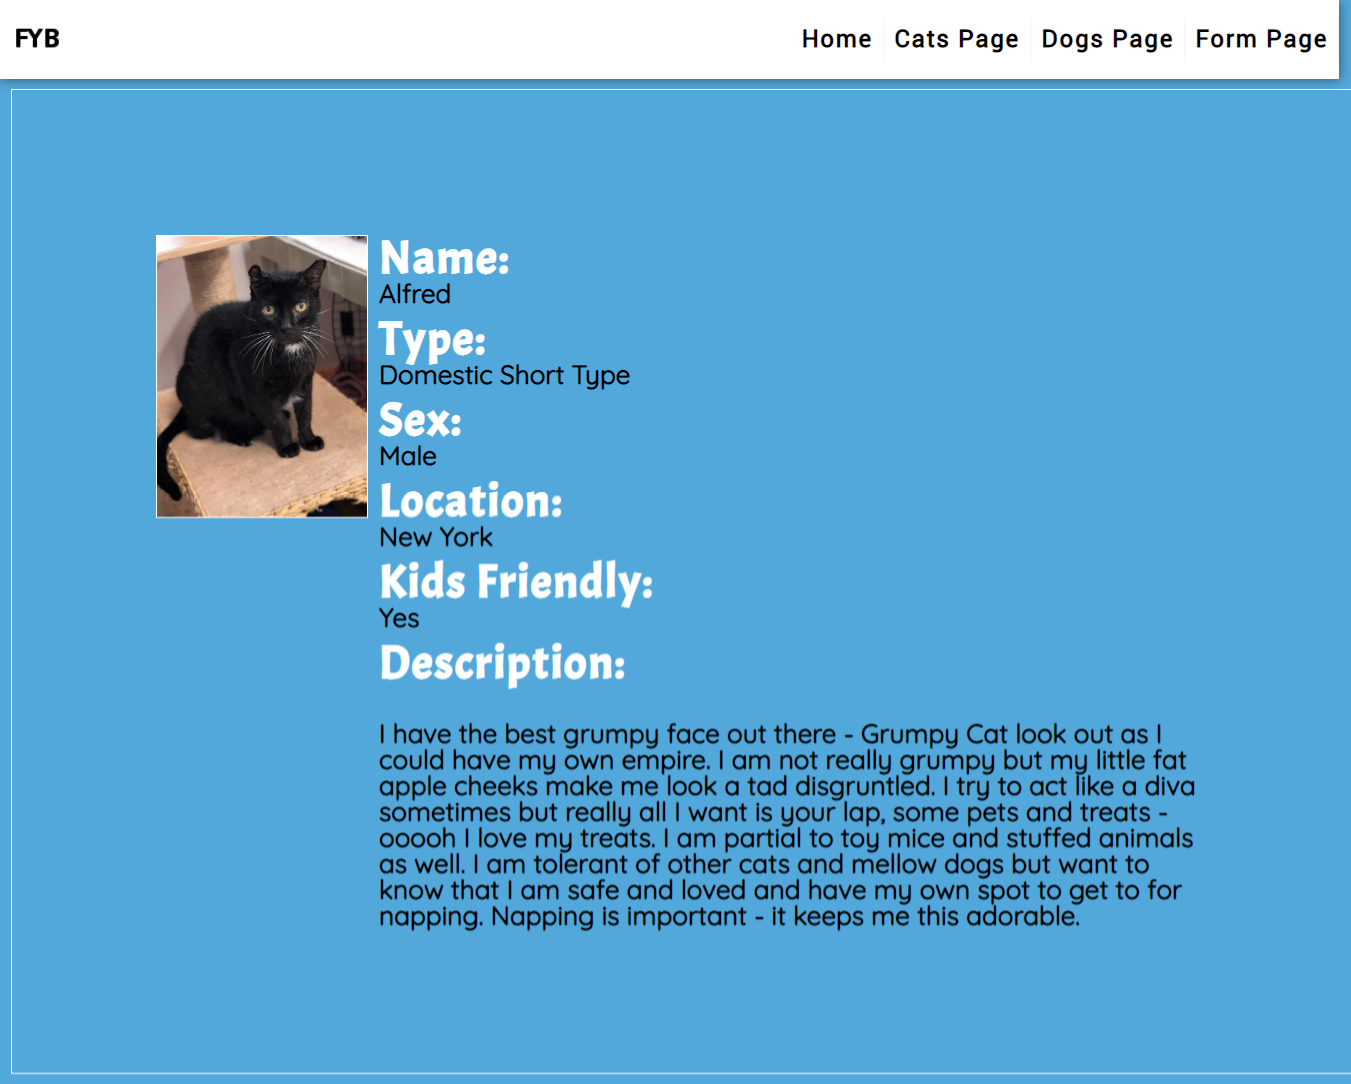 FYB
Home
Cats Page
Dogs Page
Form Page
Name:
Alfred
Type:
Domestic Short Type
Sex:
Male
Location:
New York
Kids Friendly:
Yes
Description:
I have the best grumpy face out there - Grumpy Cat look out as I
could have my own empire. I am not really grumpy but my little fat
apple cheeks make me look a tad disgruntled. I try to act like a diva
sometimes but really all I want is your lap, some pets and treats -
ooooh I love my treats. I am partial to toy mice and stuffed animals
as well. I am tolerant of other cats and mellow dogs but want to
know that I am safe and loved and have my own spot to get to for
napping. Napping is important - it keeps me this adorable.